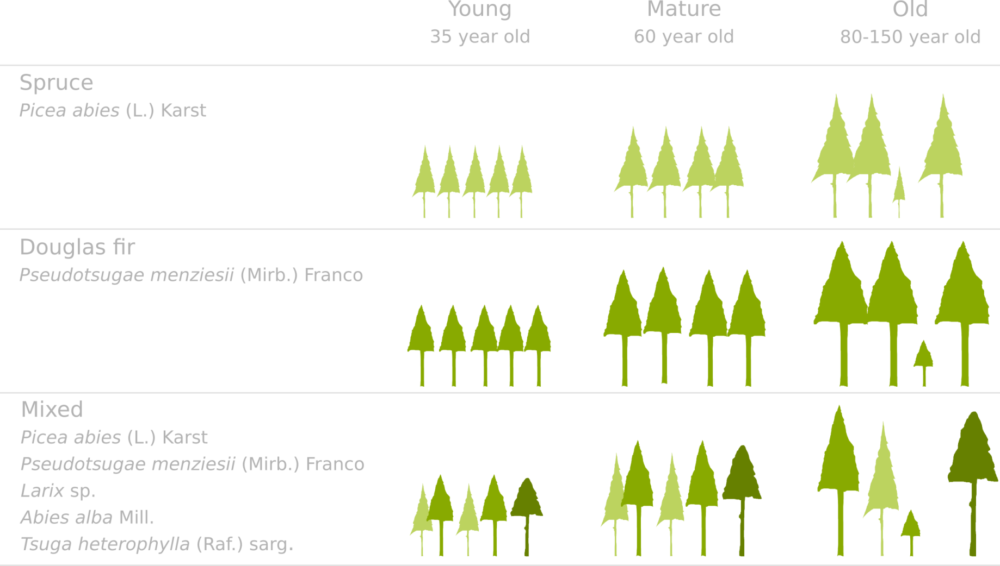 Young
Mature
Old
35 year old
60 year old
80-150 year old
Spruce
Picea abies (L.) Karst
Douglas fir
Pseudotsugae menziesii (Mirb.) Franco
Mixed
Picea abies (L.) Karst
Pseudotsugae menziesii (Mirb.) Franco
Larix sp.
Abies alba Mill.
Tsuga heterophylla (Raf.) sarg.